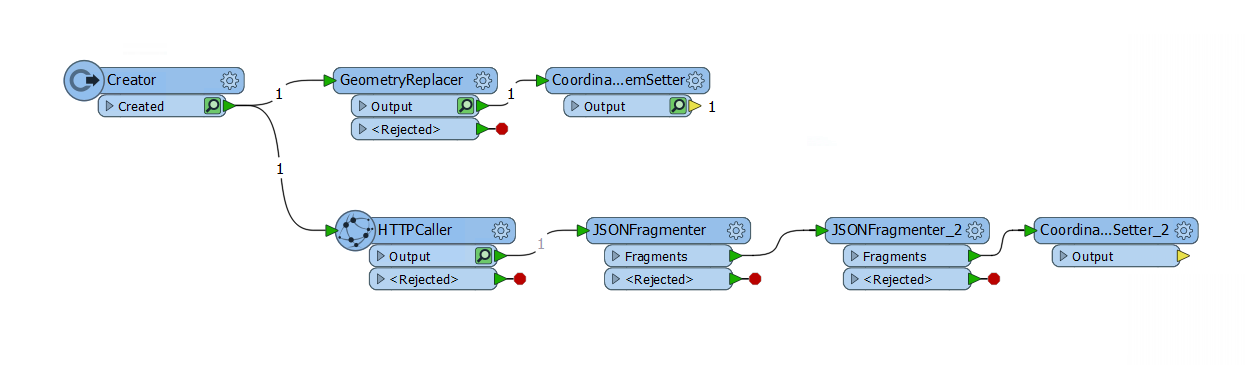 Creator
Created
1
1
GeometryReplacer
Output
<Rejected>
1
Coordina...emSetter
Output
1
HTTPCaller
Output
<Rejected>
1
JSONFragmenter
Fragments
<Rejected>
JSONFragmenter_2
Fragments
<Rejected>
Coordina...Setter_2
Output